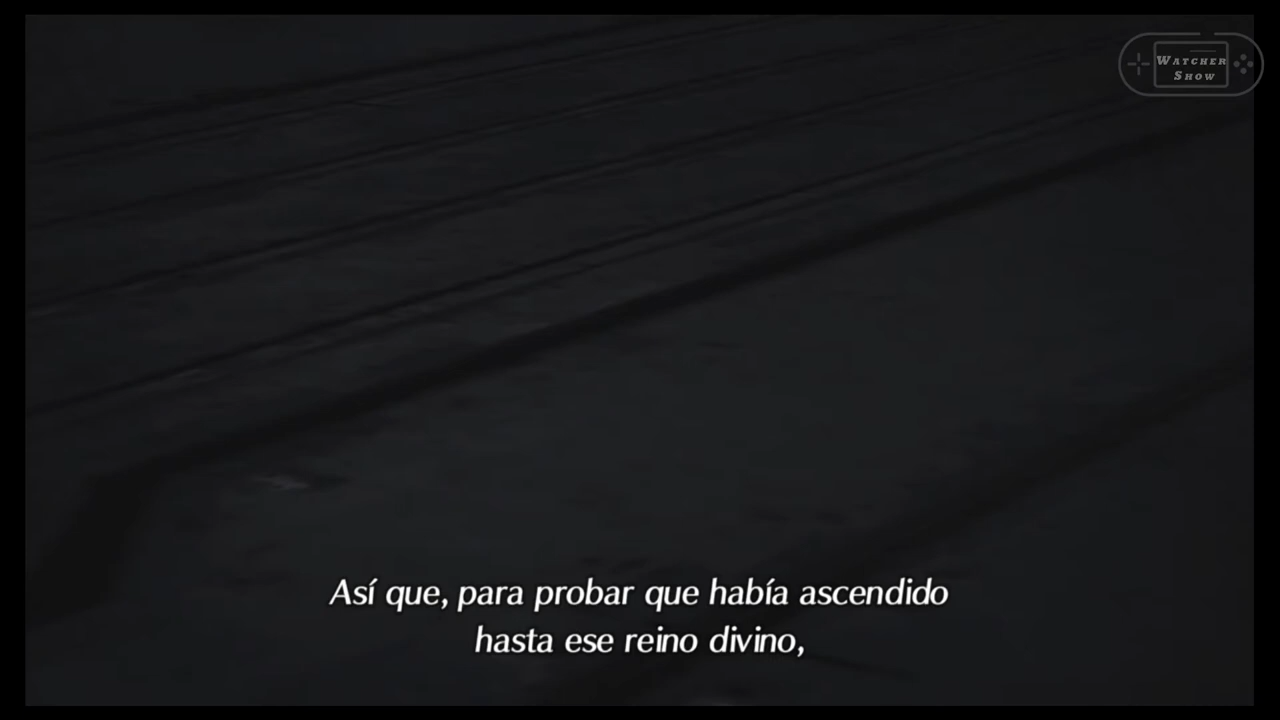 WATCHER
SHOW
Así que, para probar que había ascendido
hasta ese reino divino,